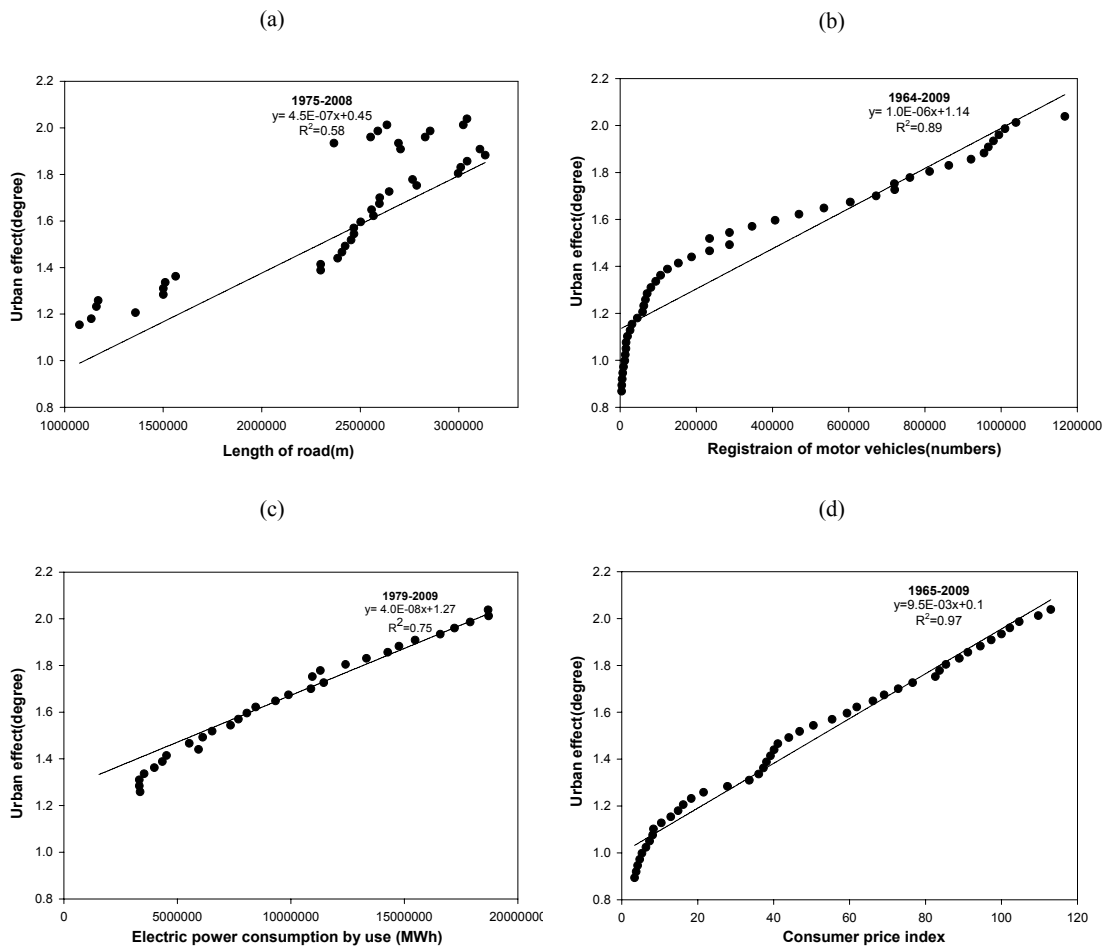 (a)
2.2
2.0
1.8
1.6
1.4
1.2
1.0
0.8
Urban effect(degree)
1975-2008
y= 4.5E-07x+0.45
R²=0.58
1000000 1500000 2000000 2500000 3000000
Length of road(m)
(b)
2.2
2.0
1.8
1.6
1.4
1.2
1.0
0.8
Urban effect(degree)
1964-2009
y= 1.0E-06x+1.14
R²=0.89
0 200000 400000 600000 800000 1000000 1200000
Registraion of motor vehicles(numbers)
(c)
2.2
2.0
1.8
1.6
1.4
1.2
1.0
0.8
Urban effect(degree)
1979-2009
y= 4.0E-08x+1.27
R²=0.75
0 5000000 10000000 15000000 20000000
Electric power consumption by use (MWh)
(d)
2.2
2.0
1.8
1.6
1.4
1.2
1.0
0.8
Urban effect(degree)
1965-2009
y=9.5E-03x+0.1
R²=0.97
0 20 40 60 80 100 120
Consumer price index